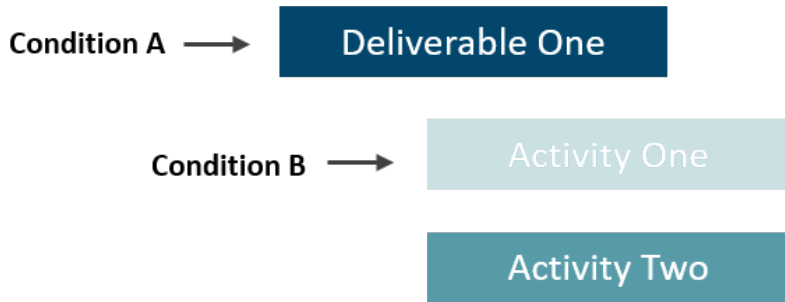 Condition A
Deliverable One
Condition B
Activity One
Activity Two